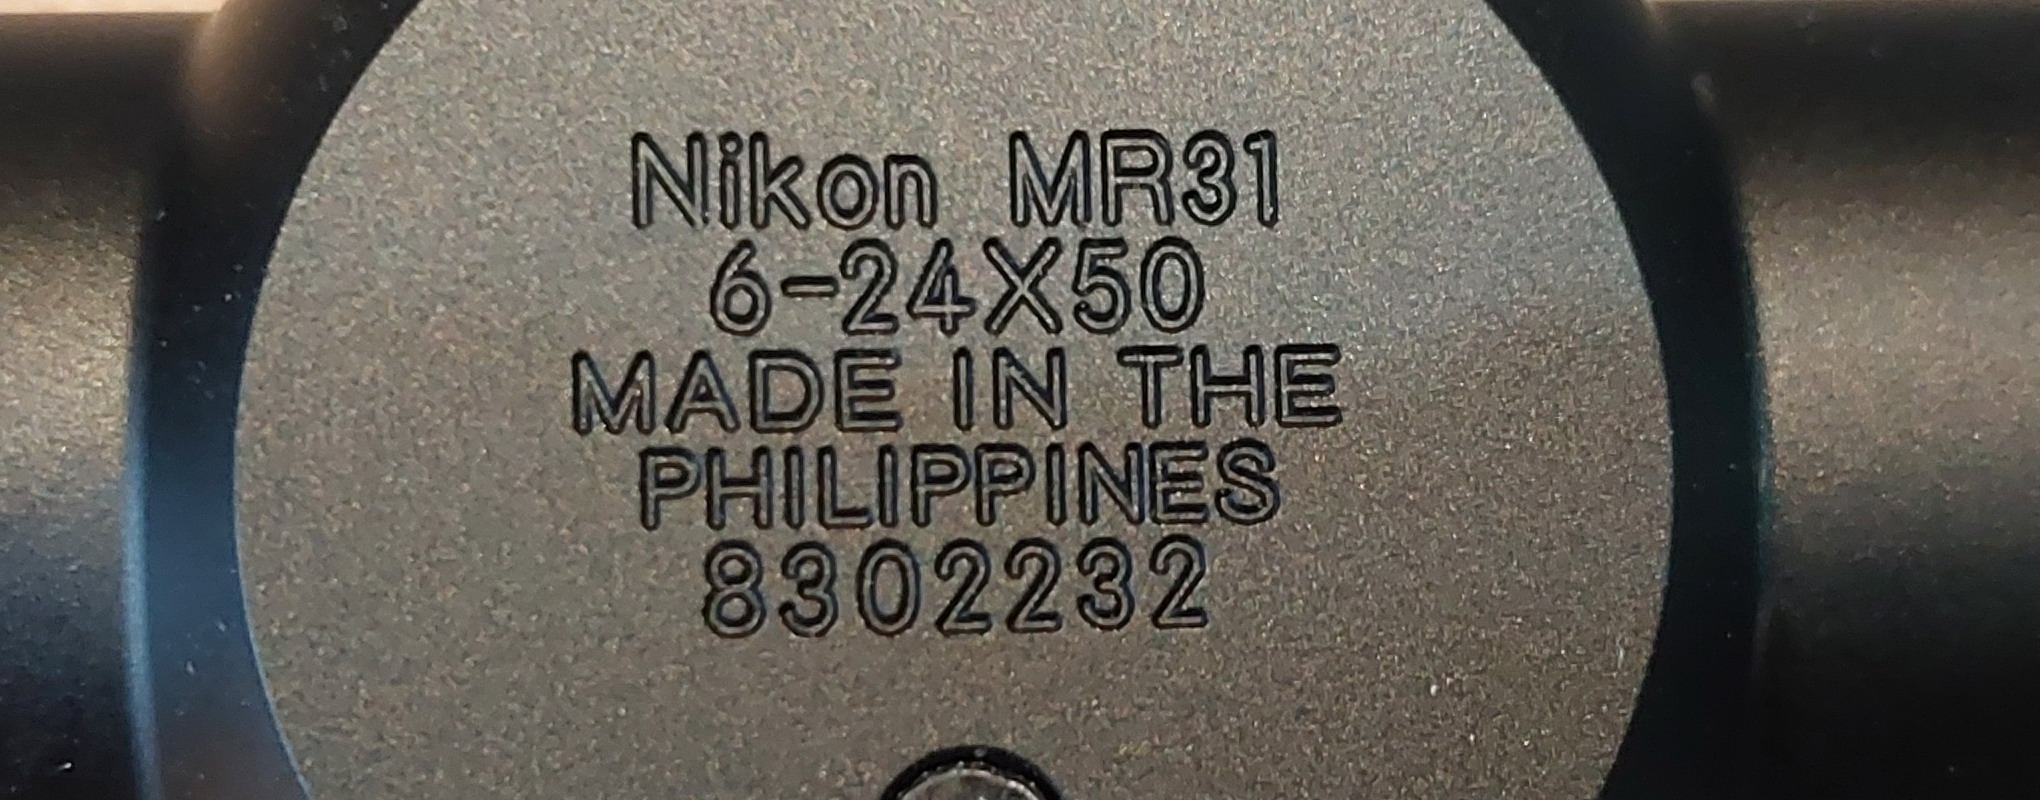 Nikon MR31
6-24X50
MADE IN THE
PHILIPPINES
8302232